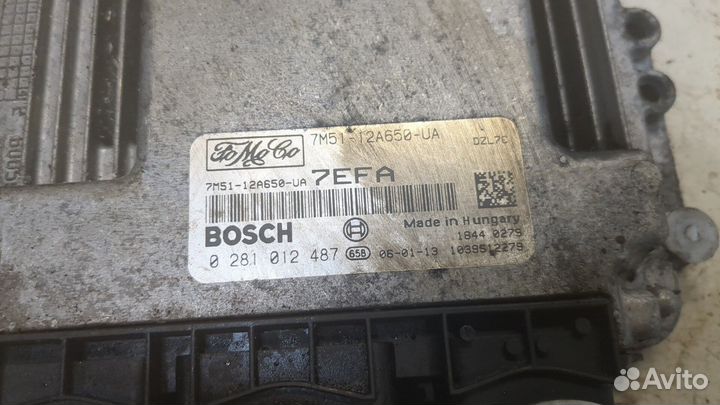 FoMoCo
7M51-12A650-UA
DZL7C
7M51-12A650-UA 7EFA
BOSCH
Made in Hungary
1844 0279
0 281 012 487 658 06-01-13 1039S12279
Avito